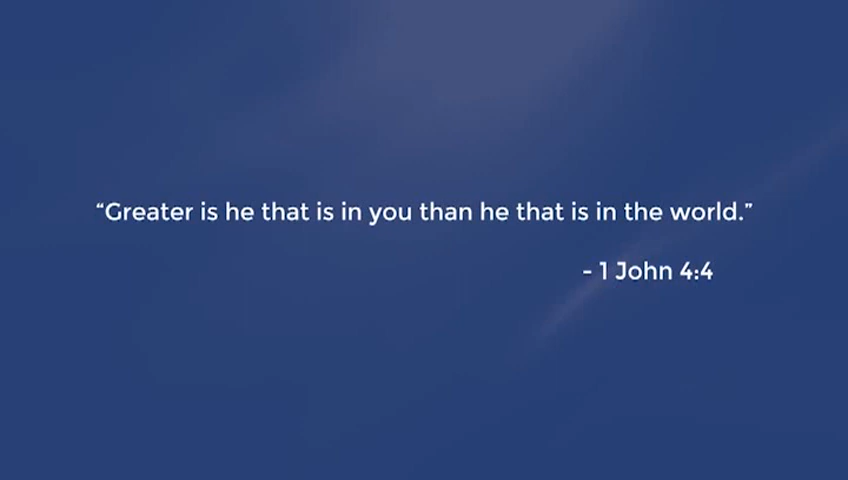 “Greater is he that is in you than he that is in the world.”
- 1 John 4:4